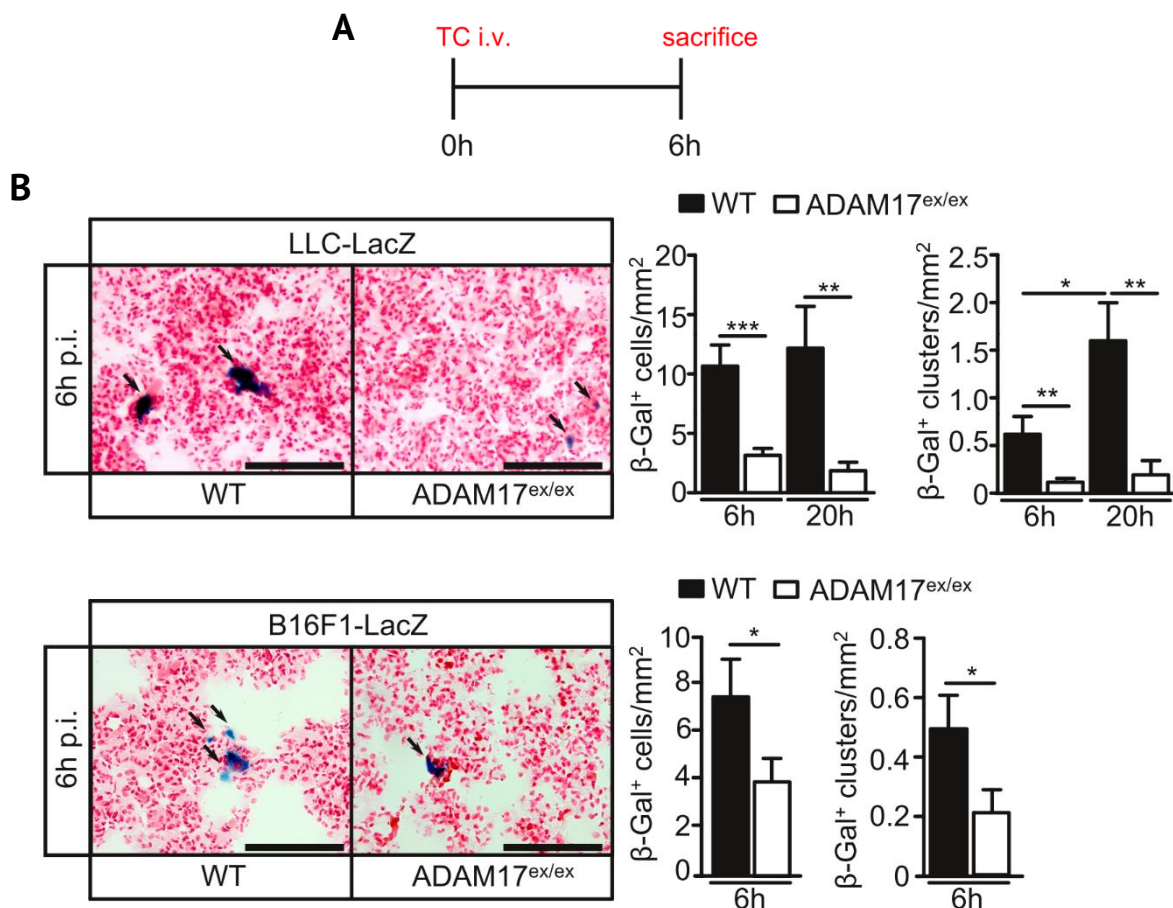 A
TC i.v. sacrifice
0h 6h
B
LLC-LacZ
6h p.i.
WT ADAM17ex/ex
WT ADAM17ex/ex
β-Gal+ cells/mm2
20
15
10
5
0
***
**
6h 20h
β-Gal+ clusters/mm2
2.5
2.0
1.5
1.0
0.5
0
*
**
**
6h 20h
B16F1-LacZ
6h p.i.
WT ADAM17ex/ex
WT ADAM17ex/ex
β-Gal+ cells/mm2
10
8
6
4
2
0
*
6h
β-Gal+ clusters/mm2
0.8
0.6
0.4
0.2
0
*
6h